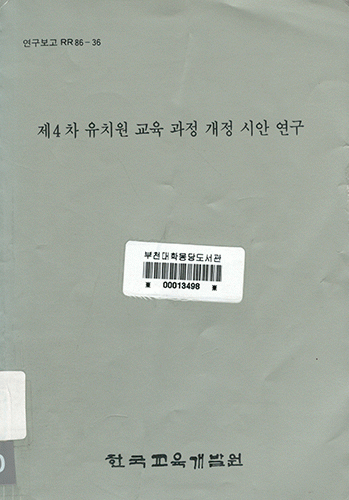 연구보고 RR 86-36
제4차 유치원 교육 과정 개정 시안 연구
부천대학몽당도서관
00013498
한국교육개발원